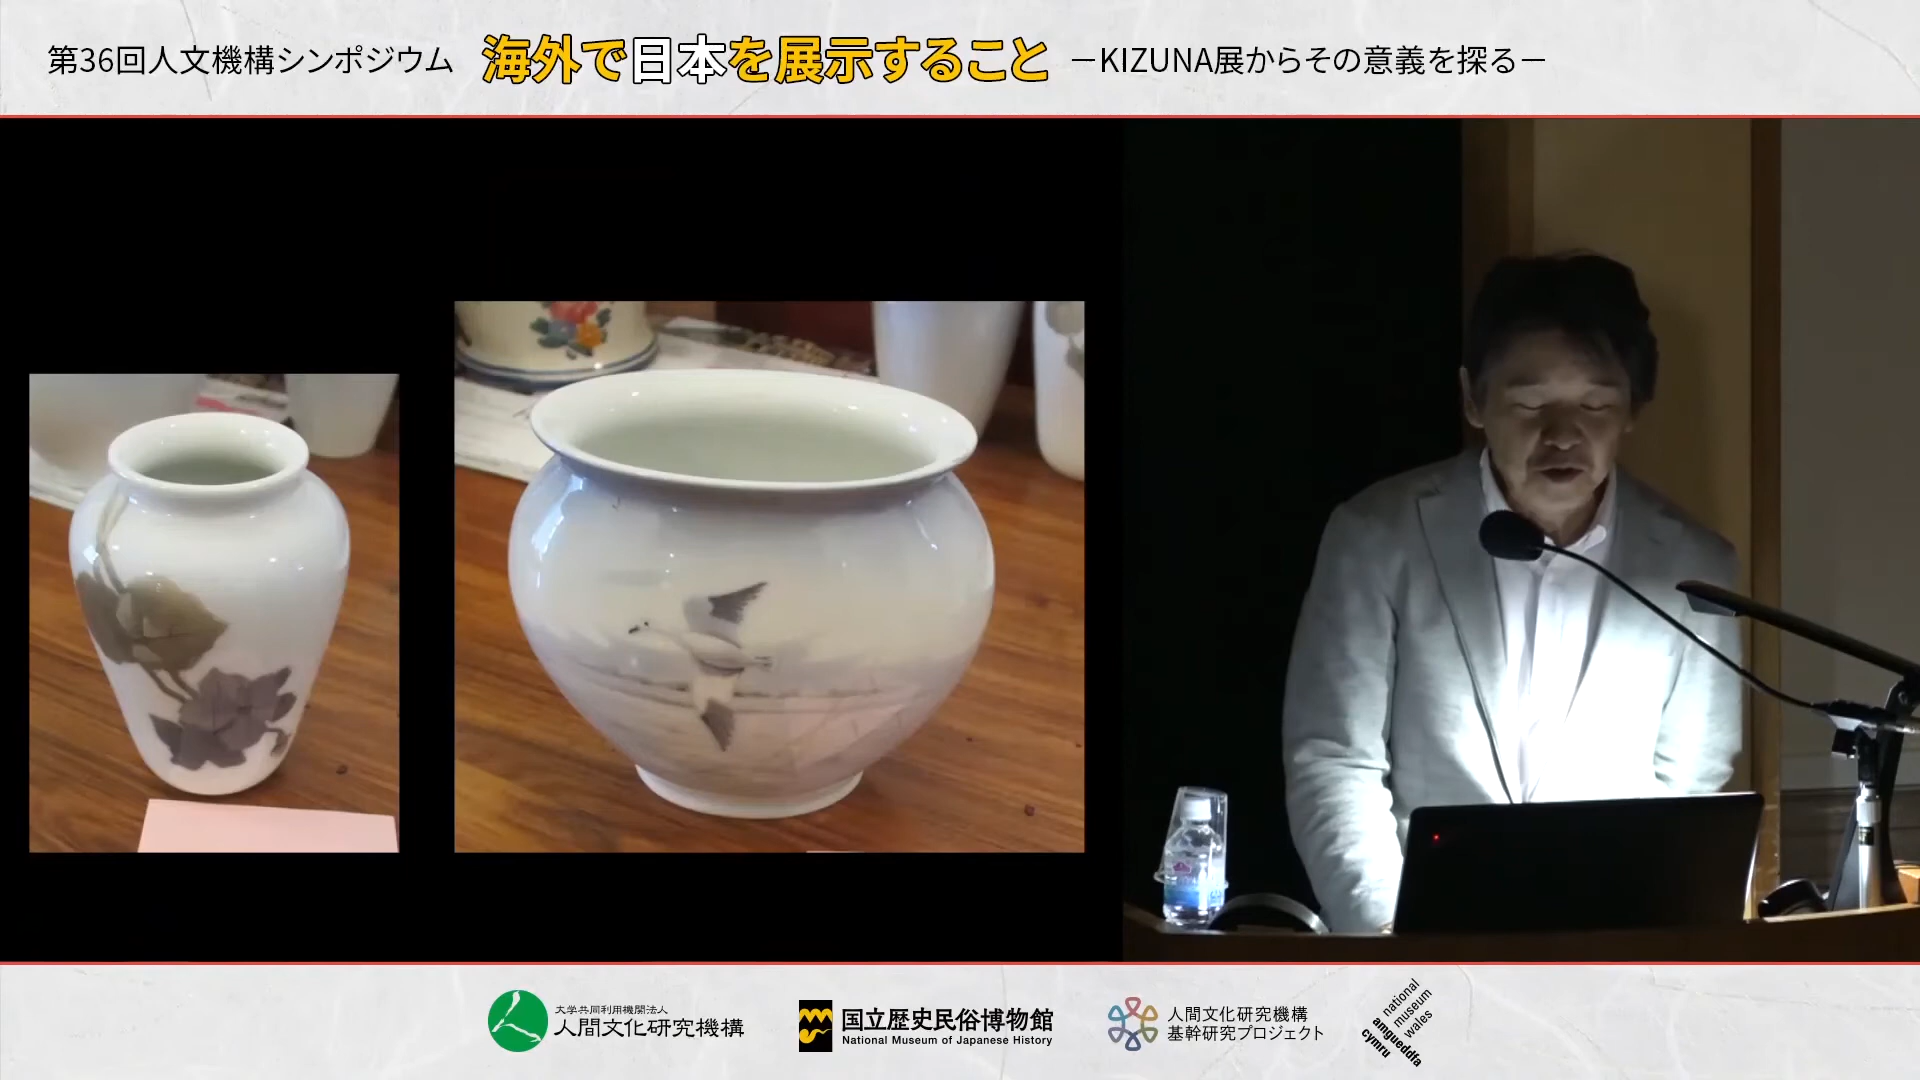 第36回人文機構シンポジウム 海外で日本を展示すること －KIZUNA展からその意義を探る－
大学共同利用機関法人
人間文化研究機構
国立歴史民俗博物館
National Museum of Japanese History
人間文化研究機構
基幹研究プロジェクト
national
museum
wales
amgueddfa
cymru